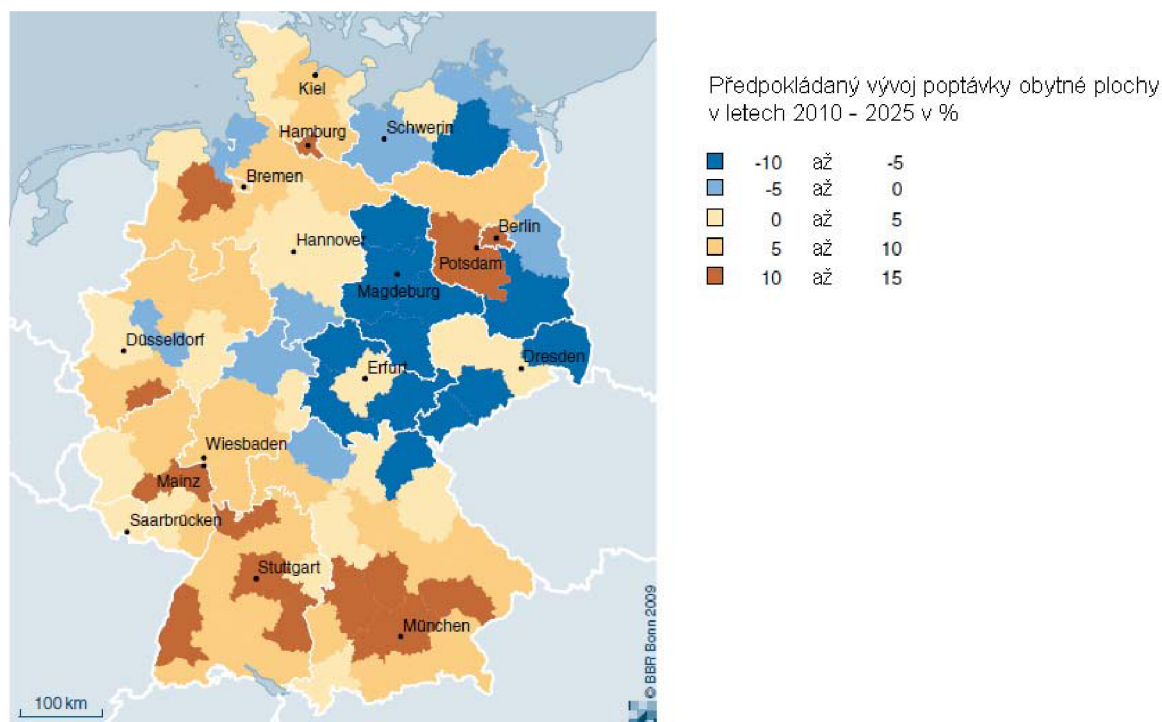 Kiel
Hamburg
Schwerin
Bremen
Berlin
Hannover
Potsdam
Magdeburg
Düsseldorf
Dresden
Erfurt
Wiesbaden
Mainz
Saarbrücken
Stuttgart
München
100 km
© BBR Bonn 2009
Předpokládaný vývoj poptávky obytné plochy
v letech 2010 - 2025 v %
-10 až -5
-5 až 0
0 až 5
5 až 10
10 až 15